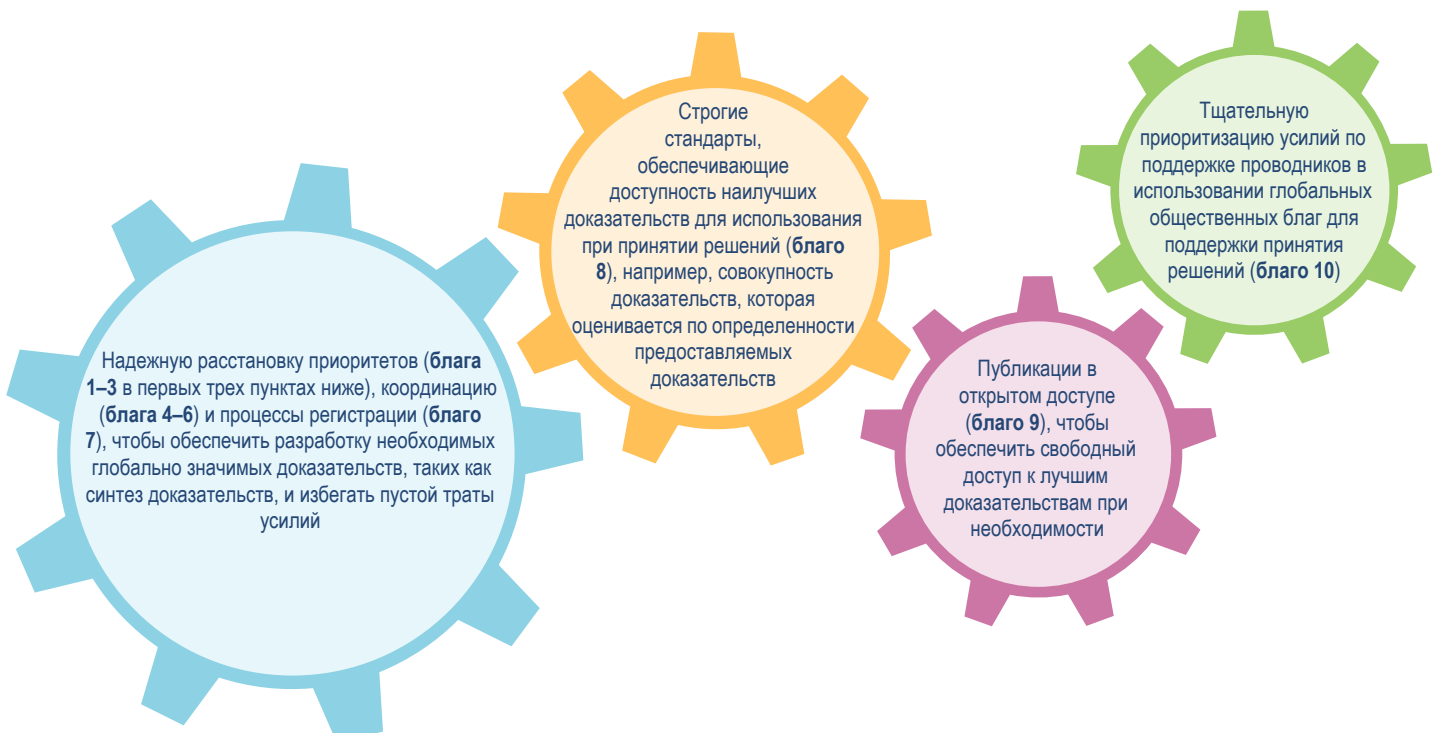 Надежную расстановку приоритетов (блага
1–3 в первых трех пунктах ниже), координацию
(блага 4–6) и процессы регистрации (благо
7), чтобы обеспечить разработку необходимых
глобально значимых доказательств, таких как
синтез доказательств, и избегать пустой траты
усилий
Строгие
стандарты,
обеспечивающие
доступность наилучших
доказательств для использования
при принятии решений (благо
8), например, совокупность
доказательств, которая
оценивается по определенности
предоставляемых
доказательств
Публикации в
открытом доступе
(благо 9), чтобы
обеспечить свободный
доступ к лучшим
доказательствам при
необходимости
Тщательную
приоритизацию усилий по
поддержке проводников в
использовании глобальных
общественных благ для
поддержки принятия
решений (благо 10)